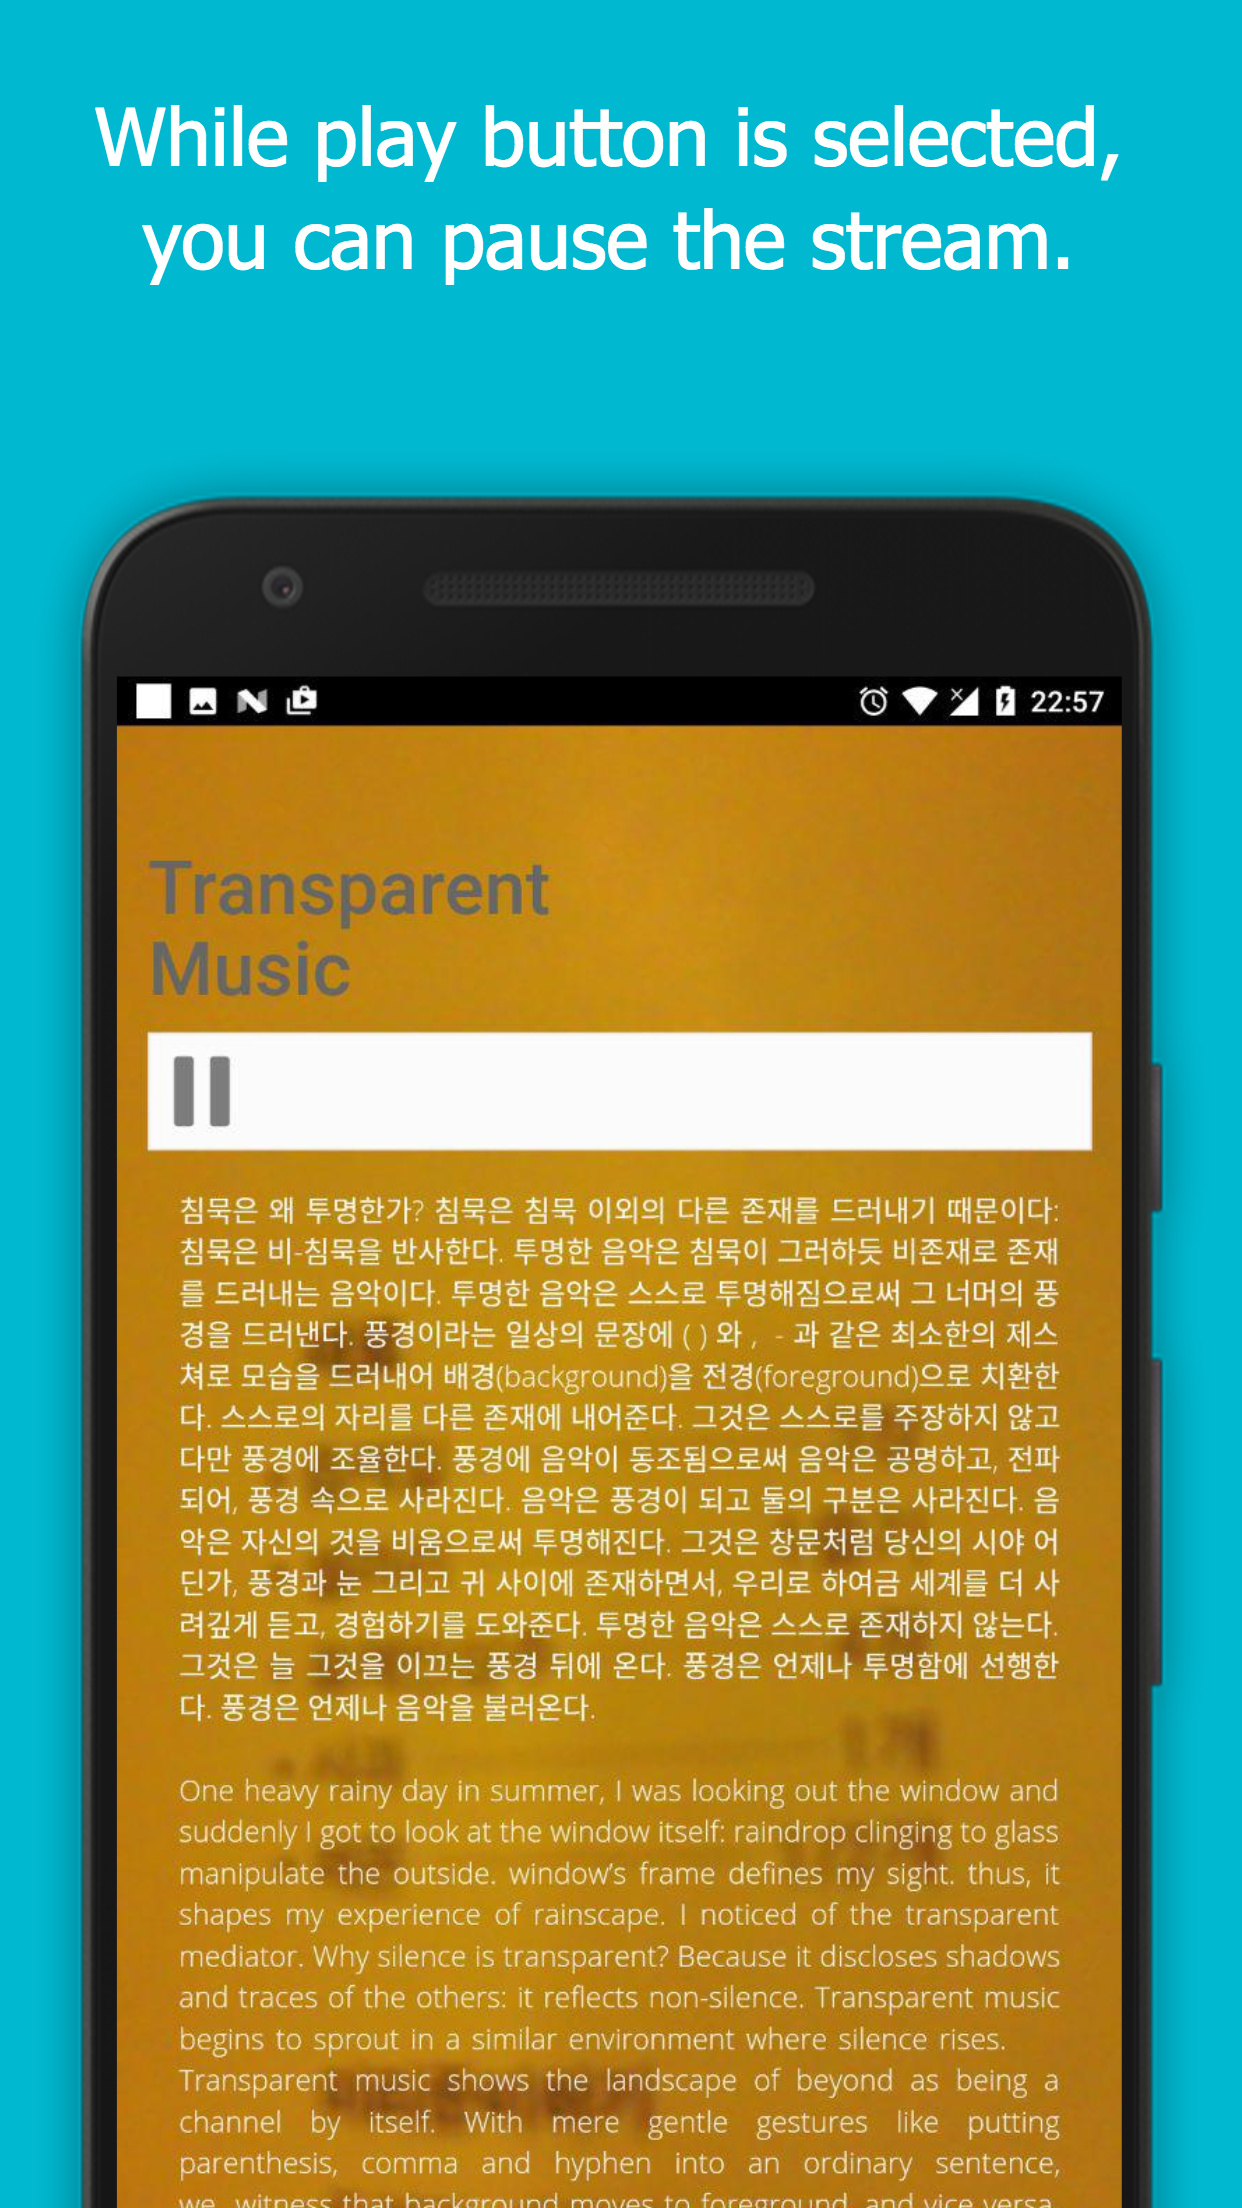 While play button is selected,
you can pause the stream.
22:57
Transparent
Music
침묵은 왜 투명한가? 침묵은 침묵 이외의 다른 존재를 드러내기 때문이다:
침묵은 비-침묵을 반사한다. 투명한 음악은 침묵이 그러하듯 비존재로 존재
를 드러내는 음악이다. 투명한 음악은 스스로 투명해짐으로써 그 너머의 풍
경을 드러낸다. 풍경이라는 일상의 문장에 ( ) 와 , - 과 같은 최소한의 제스
쳐로 모습을 드러내어 배경(background)을 전경(foreground)으로 치환한
다. 스스로의 자리를 다른 존재에 내어준다. 그것은 스스로를 주장하지 않고
다만 풍경에 조율한다. 풍경에 음악이 동조됨으로써 음악은 공명하고, 전파
되어, 풍경 속으로 사라진다. 음악은 풍경이 되고 둘의 구분은 사라진다. 음
악은 자신의 것을 비움으로써 투명해진다. 그것은 창문처럼 당신의 시야 어
딘가, 풍경과 눈 그리고 귀 사이에 존재하면서, 우리로 하여금 세계를 더 사
려깊게 듣고, 경험하기를 도와준다. 투명한 음악은 스스로 존재하지 않는다.
그것은 늘 그것을 이끄는 풍경 뒤에 온다. 풍경은 언제나 투명함에 선행한
다. 풍경은 언제나 음악을 불러온다.
One heavy rainy day in summer, I was looking out the window and
suddenly I got to look at the window itself: raindrop clinging to glass
manipulate the outside. window's frame defines my sight. thus, it
shapes my experience of rainscape. I noticed of the transparent
mediator. Why silence is transparent? Because it discloses shadows
and traces of the others: it reflects non-silence. Transparent music
begins to sprout in a similar environment where silence rises.
Transparent music shows the landscape of beyond as being a
channel by itself. With mere gentle gestures like putting
parenthesis, comma and hyphen into an ordinary sentence,
we witness that background moves to foreground, and vice versa.